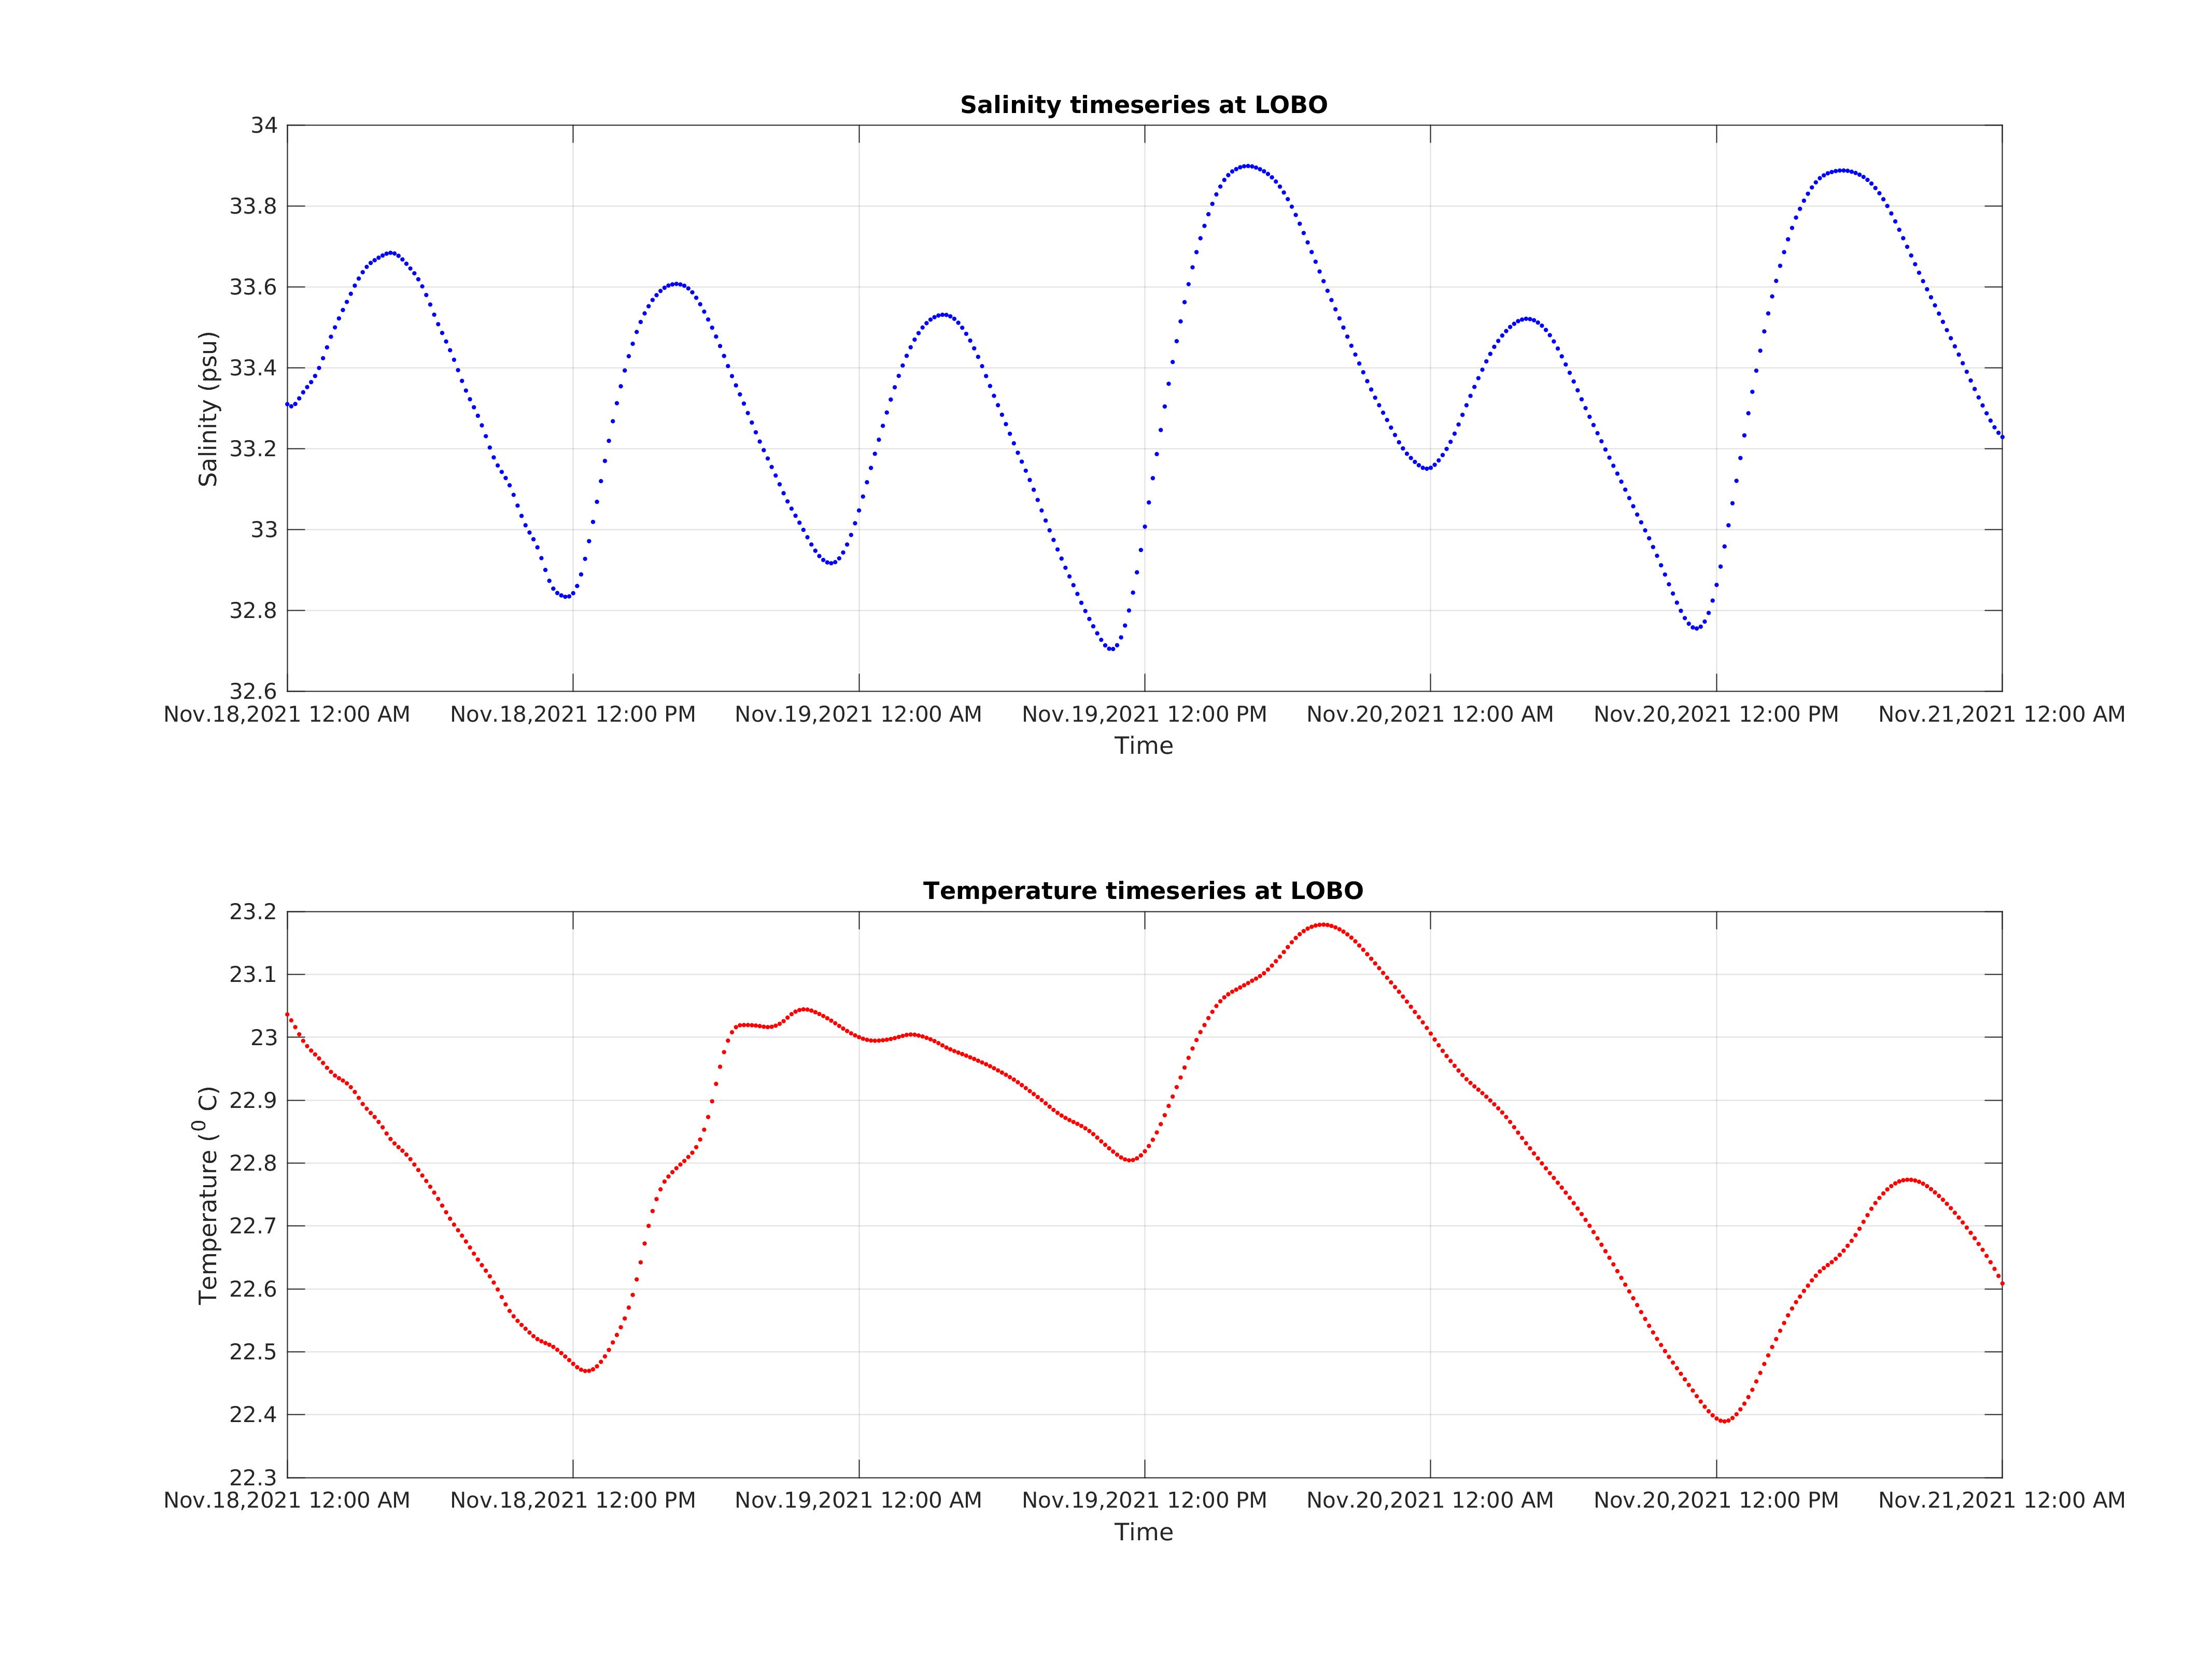 Salinity timeseries at LOBO
34
33.8
33.6
33.4
33.2
33
32.8
32.6
Salinity (psu)
Nov.18,2021 12:00 AM Nov.18,2021 12:00 PM Nov.19,2021 12:00 AM Nov.19,2021 12:00 PM Nov.20,2021 12:00 AM Nov.20,2021 12:00 PM Nov.21,2021 12:00 AM
Time
Temperature timeseries at LOBO
23.2
23.1
23
22.9
22.8
22.7
22.6
22.5
22.4
22.3
Temperature (⁰ C)
Nov.18,2021 12:00 AM Nov.18,2021 12:00 PM Nov.19,2021 12:00 AM Nov.19,2021 12:00 PM Nov.20,2021 12:00 AM Nov.20,2021 12:00 PM Nov.21,2021 12:00 AM
Time